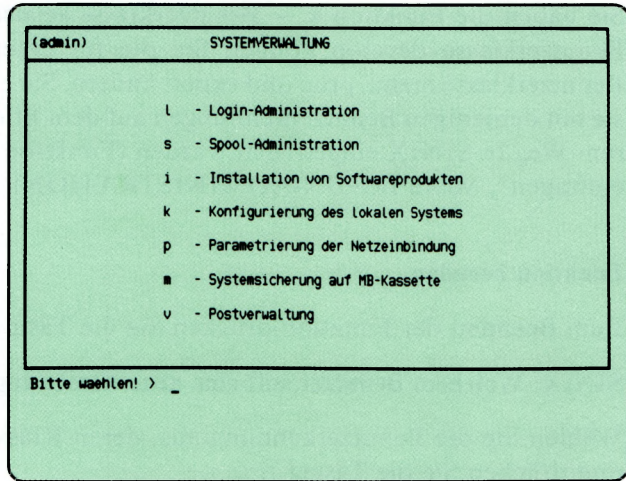 (admin) SYSTEMVERWALTUNG
l - Login-Administration
s - Spool-Administration
i - Installation von Softwareprodukten
k - Konfigurierung des lokalen Systems
p - Parametrierung der Netzeinbindung
m - Systemsicherung auf MB-Kassette
v - Postverwaltung
Bitte waehlen! > _